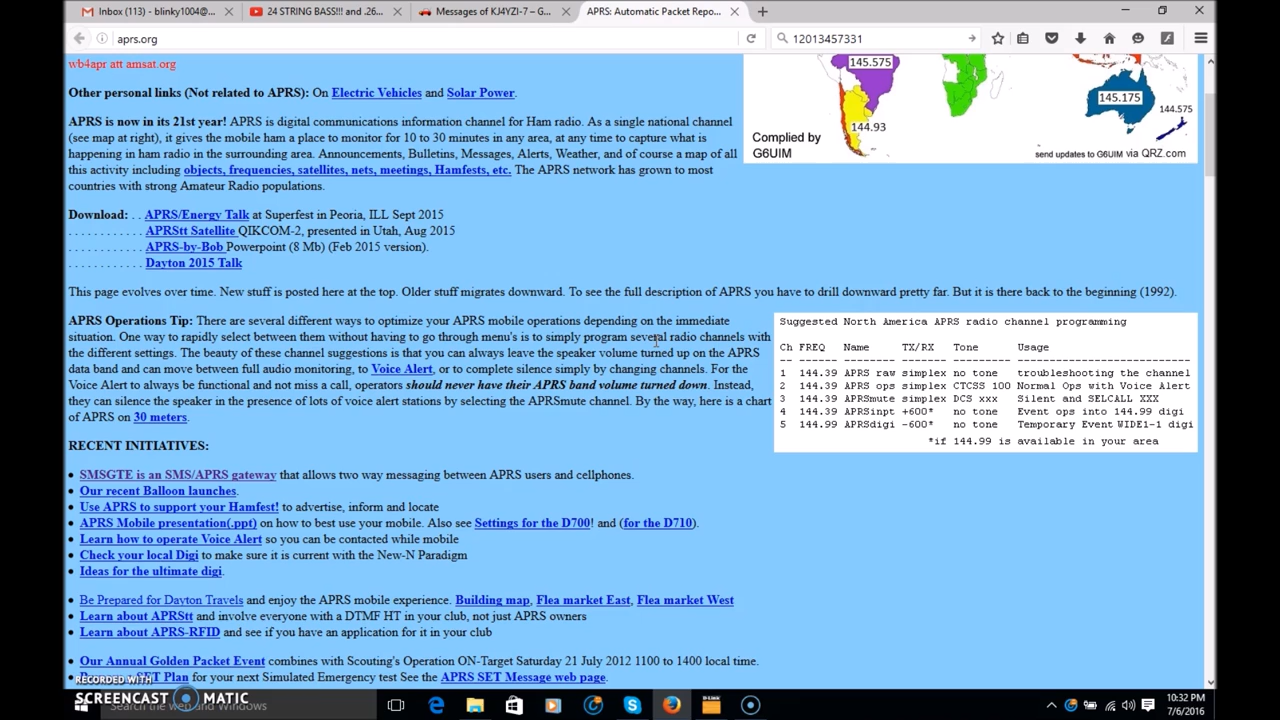 Inbox (113) - blinky1004@...
24 STRING BASS!!! and .26...
Messages of KJ4YZI-7 – G...
APRS: Automatic Packet Repo...
aprs.org
12013457331
wb4apr att amsat.org
Other personal links (Not related to APRS): On Electric Vehicles and Solar Power.
APRS is now in its 21st year! APRS is digital communications information channel for Ham radio. As a single national channel
(see map at right), it gives the mobile ham a place to monitor for 10 to 30 minutes in any area, at any time to capture what is
happening in ham radio in the surrounding area. Announcements, Bulletins, Messages, Alerts, Weather, and of course a map of all
this activity including objects, frequencies, satellites, nets, meetings, Hamfests, etc. The APRS network has grown to most
countries with strong Amateur Radio populations.
145.575
145.175
144.575
144.93
Complied by
G6UIM
send updates to G6UIM via QRZ.com
Download: . . APRS/Energy Talk at Superfest in Peoria, ILL Sept 2015
. . . . . . . . . . . APRStt Satellite QIKCOM-2, presented in Utah, Aug 2015
. . . . . . . . . . . APRS-by-Bob Powerpoint (8 Mb) (Feb 2015 version).
. . . . . . . . . . . Dayton 2015 Talk
This page evolves over time. New stuff is posted here at the top. Older stuff migrates downward. To see the full description of APRS you have to drill downward pretty far. But it is there back to the beginning (1992).
APRS Operations Tip: There are several different ways to optimize your APRS mobile operations depending on the immediate
situation. One way to rapidly select between them without having to go through menu's is to simply program several radio channels with
the different settings. The beauty of these channel suggestions is that you can always leave the speaker volume turned up on the APRS
data band and can move between full audio monitoring, to Voice Alert, or to complete silence simply by changing channels. For the
Voice Alert to always be functional and not miss a call, operators should never have their APRS band volume turned down. Instead,
they can silence the speaker in the presence of lots of voice alert stations by selecting the APRSmute channel. By the way, here is a chart
of APRS on 30 meters.
Suggested North America APRS radio channel programming
Ch FREQ Name TX/RX Tone Usage
1 144.39 APRS raw simplex no tone troubleshooting the channel
2 144.39 APRS ops simplex CTCSS 100 Normal Ops with Voice Alert
3 144.39 APRSmute simplex DCS xxx Silent and SELCALL XXX
4 144.39 APRSinpt +600* no tone Event ops into 144.99 digi
5 144.99 APRSdigi -600* no tone Temporary Event WIDE1-1 digi
*if 144.99 is available in your area
RECENT INITIATIVES:
• SMSGTE is an SMS/APRS gateway that allows two way messaging between APRS users and cellphones.
• Our recent Balloon launches.
• Use APRS to support your Hamfest! to advertise, inform and locate
• APRS Mobile presentation(.ppt) on how to best use your mobile. Also see Settings for the D700! and (for the D710).
• Learn how to operate Voice Alert so you can be contacted while mobile
• Check your local Digi to make sure it is current with the New-N Paradigm
• Ideas for the ultimate digi.
• Be Prepared for Dayton Travels and enjoy the APRS mobile experience. Building map, Flea market East, Flea market West
• Learn about APRStt and involve everyone with a DTMF HT in your club, not just APRS owners
• Learn about APRS-RFID and see if you have an application for it in your club
• Our Annual Golden Packet Event combines with Scouting's Operation ON-Target Saturday 21 July 2012 1100 to 1400 local time.
SET Plan for your next Simulated Emergency test See the APRS SET Message web page.
RECORDED WITH
SCREENCAST MATIC
Search the web and Windows
10:32 PM
7/6/2016